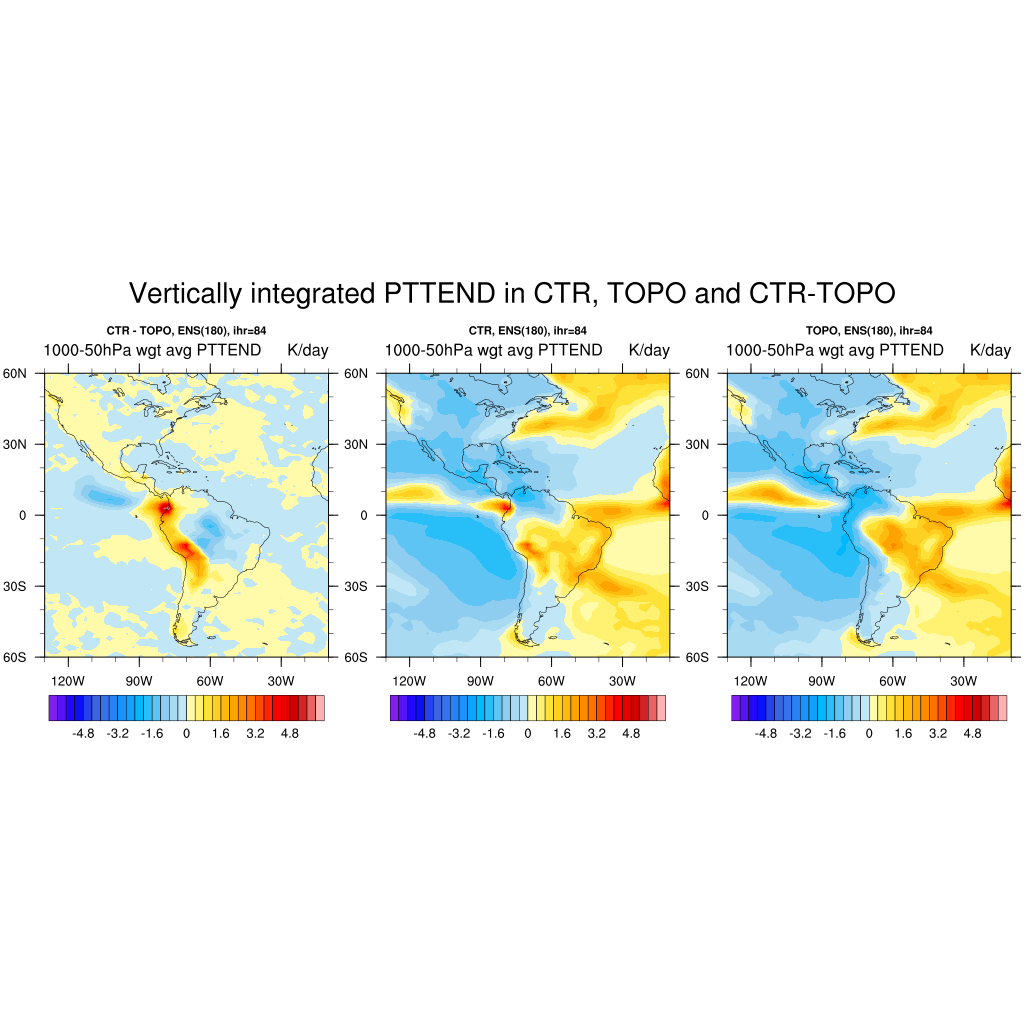 Vertically integrated PTTEND in CTR, TOPO and CTR-TOPO
CTR - TOPO, ENS(180), ihr=84
1000-50hPa wgt avg PTTEND K/day
60N
30N
0
30S
60S
120W 90W 60W 30W
-4.8 -3.2 -1.6 0 1.6 3.2 4.8
CTR, ENS(180), ihr=84
1000-50hPa wgt avg PTTEND K/day
60N
30N
0
30S
60S
120W 90W 60W 30W
-4.8 -3.2 -1.6 0 1.6 3.2 4.8
TOPO, ENS(180), ihr=84
1000-50hPa wgt avg PTTEND K/day
60N
30N
0
30S
60S
120W 90W 60W 30W
-4.8 -3.2 -1.6 0 1.6 3.2 4.8